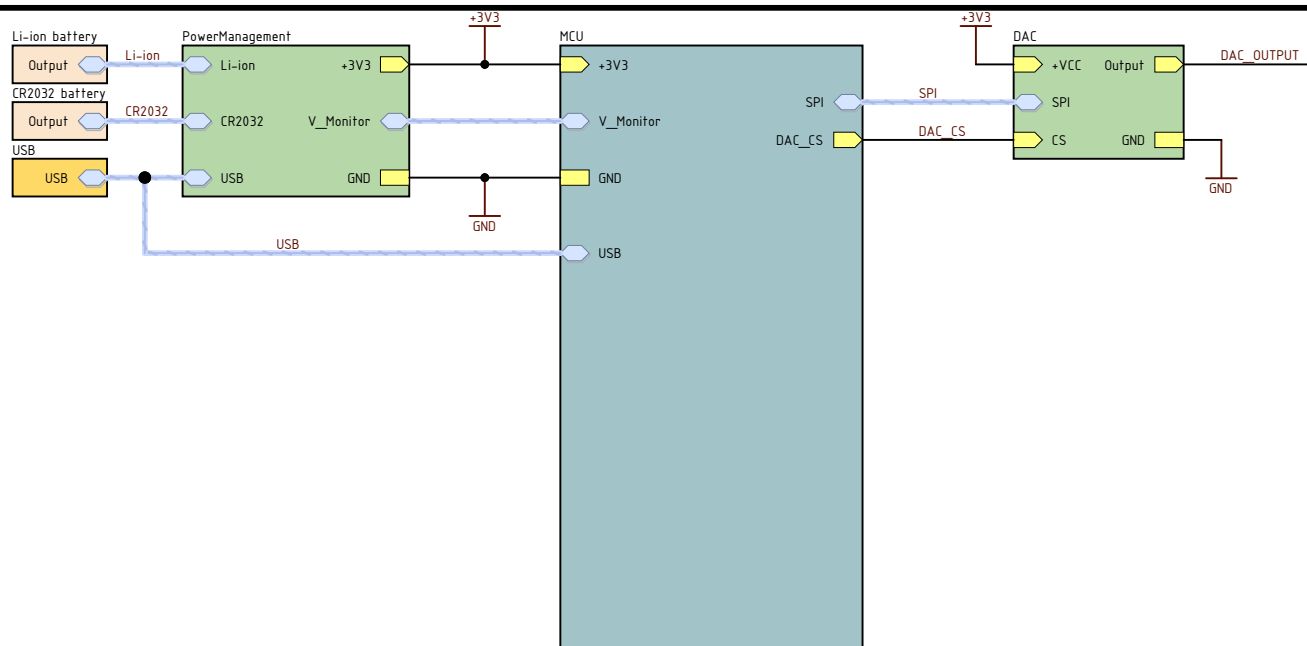 +3V3
+3V3
Li-ion battery
PowerManagement
MCU
DAC
Output
Li-ion
Li-ion
+3V3
+3V3
+VCC
Output
DAC_OUTPUT
CR2032 battery
SPI
SPI
SPI
Output
CR2032
CR2032
V_Monitor
V_Monitor
DAC_CS
DAC_CS
CS
GND
USB
USB
USB
GND
GND
GND
GND
USB
USB